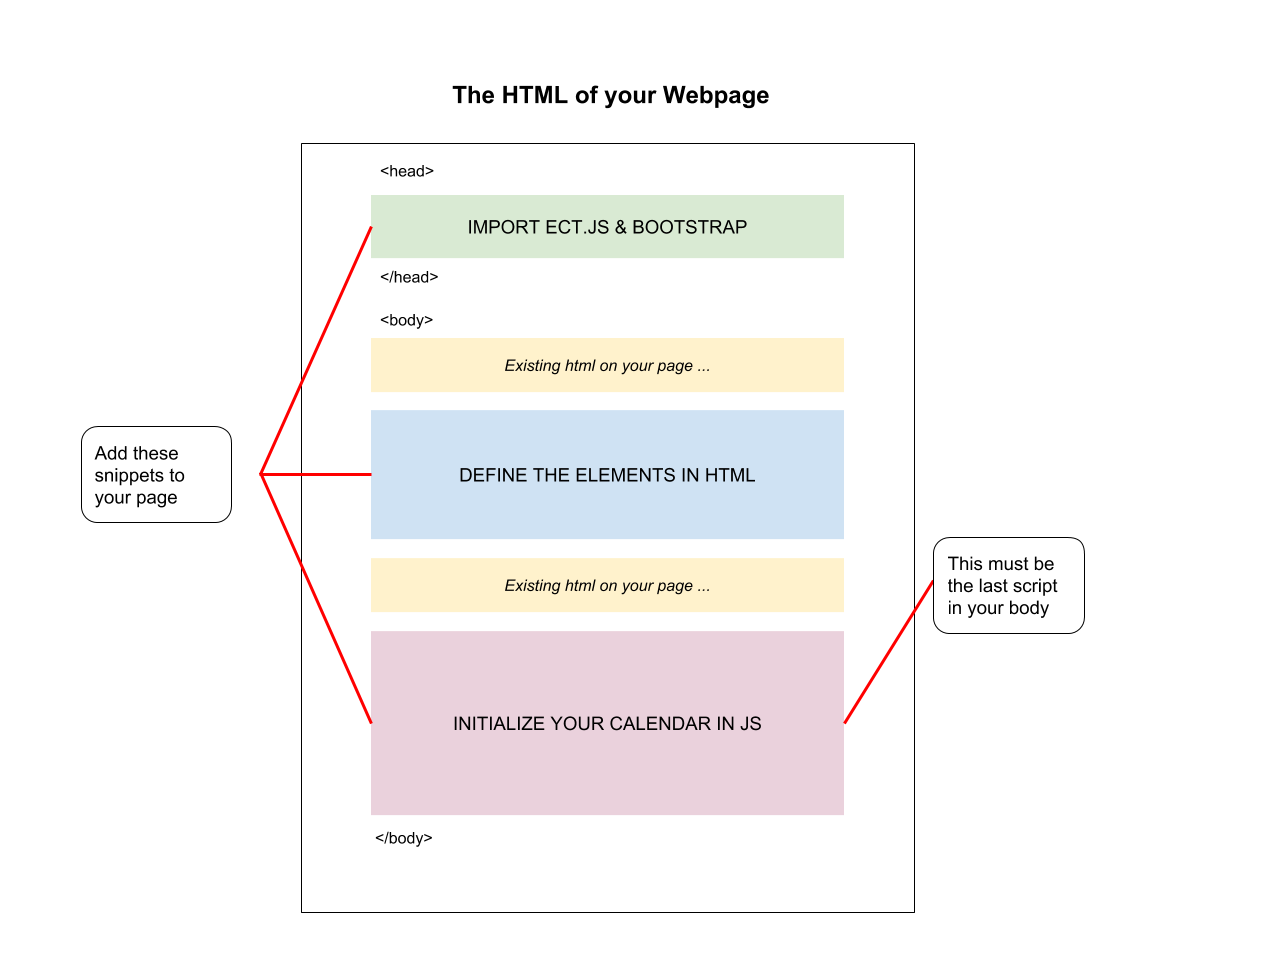 The HTML of your Webpage
<head>
IMPORT ECT.JS & BOOTSTRAP
</head>
<body>
Existing html on your page ...
Add these
snippets to
your page
DEFINE THE ELEMENTS IN HTML
Existing html on your page ...
This must be
the last script
in your body
INITIALIZE YOUR CALENDAR IN JS
</body>